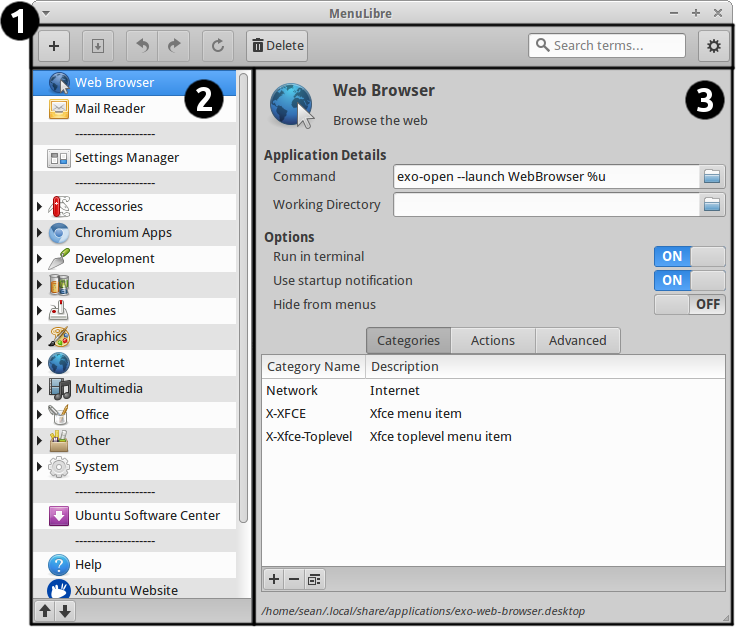 1
MenuLibre
Delete
Search terms...
2
Web Browser
Mail Reader
--------------------
Settings Manager
--------------------
Accessories
Chromium Apps
Development
Education
Games
Graphics
Internet
Multimedia
Office
Other
System
--------------------
Ubuntu Software Center
--------------------
Help
Xubuntu Website
3
Web Browser
Browse the web
Application Details
Command exo-open --launch WebBrowser %u
Working Directory
Options
Run in terminal ON
Use startup notification ON
Hide from menus OFF
Categories Actions Advanced
Category Name Description
Network Internet
X-XFCE Xfce menu item
X-Xfce-Toplevel Xfce toplevel menu item
/home/sean/.local/share/applications/exo-web-browser.desktop